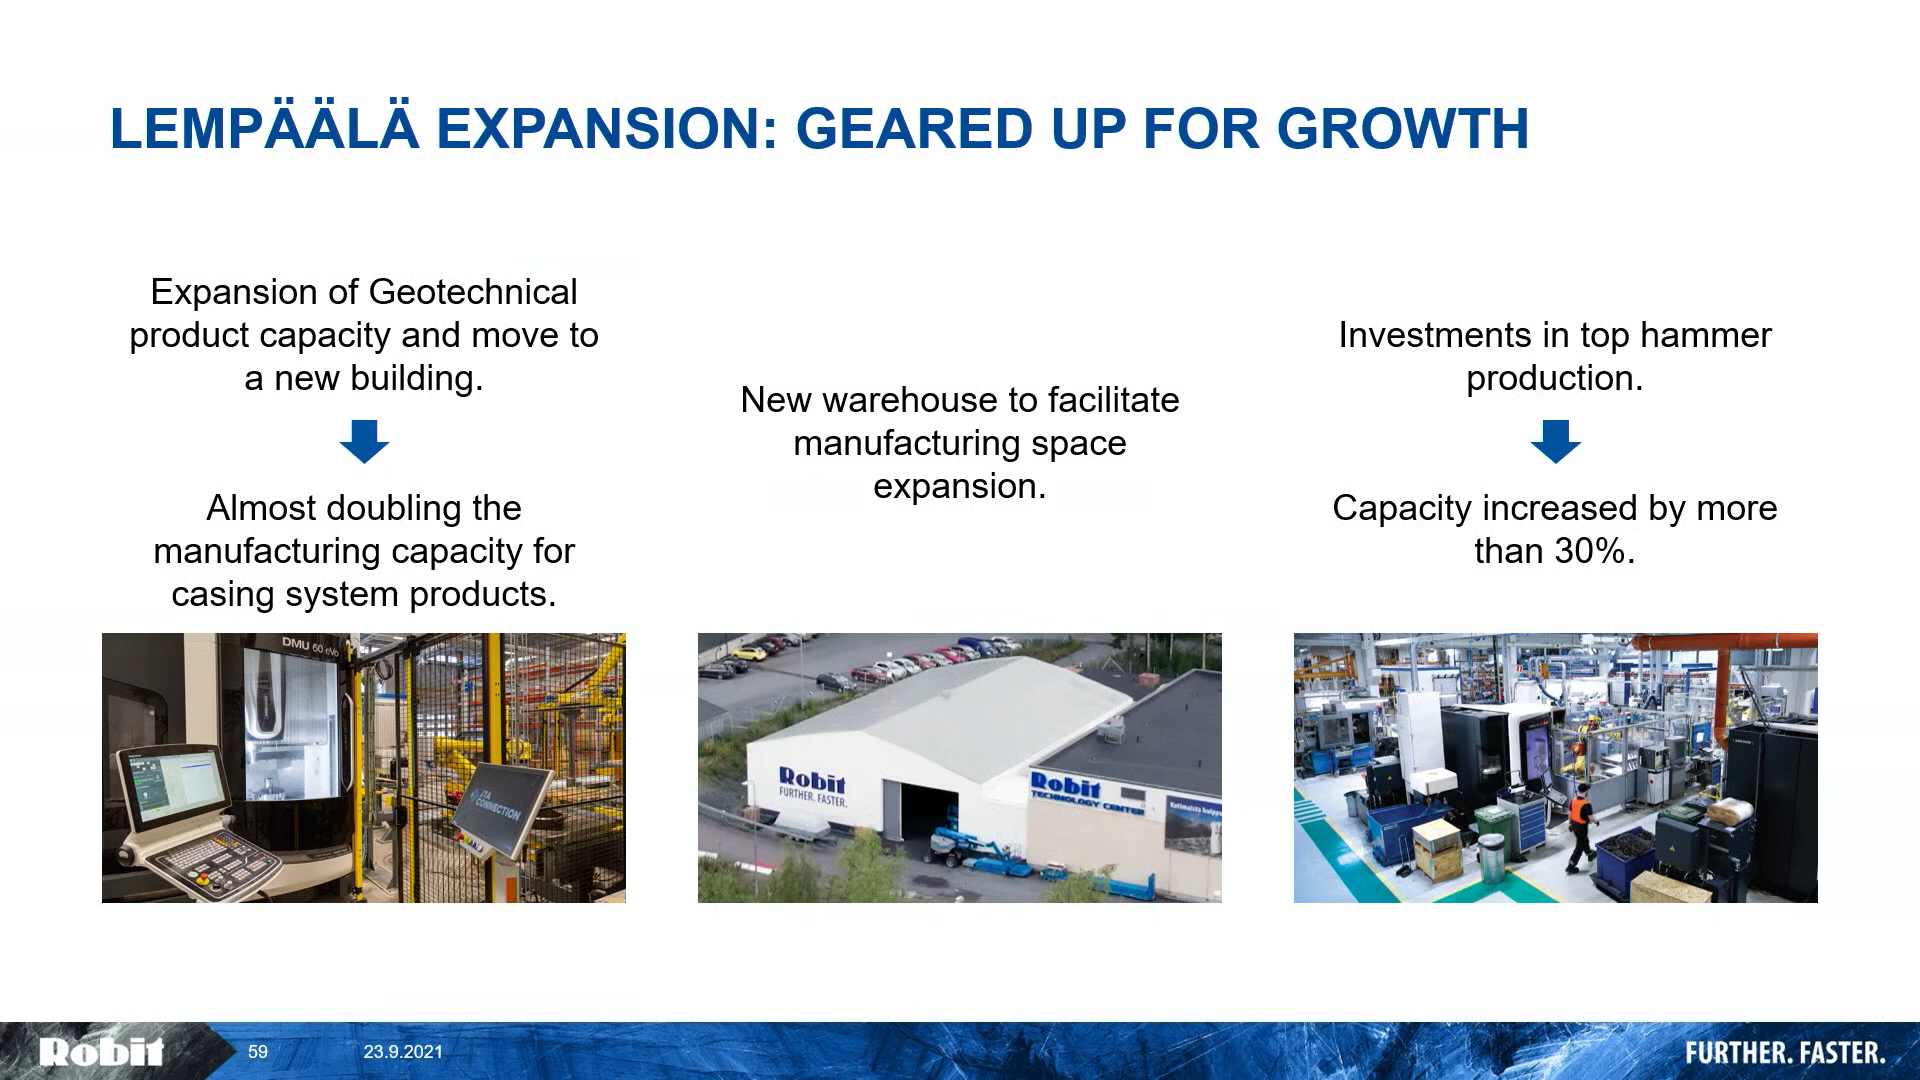 LEMPÄÄLÄ EXPANSION: GEARED UP FOR GROWTH
Expansion of Geotechnical
product capacity and move to
a new building.
Almost doubling the
manufacturing capacity for
casing system products.
New warehouse to facilitate
manufacturing space
expansion.
Investments in top hammer
production.
Capacity increased by more
than 30%.
DMU 60 eVo
JTA
CONNECTION
Robit
FURTHER. FASTER.
Robit
TECHNOLOGY CENTER
Robit
59
23.9.2021
FURTHER. FASTER.